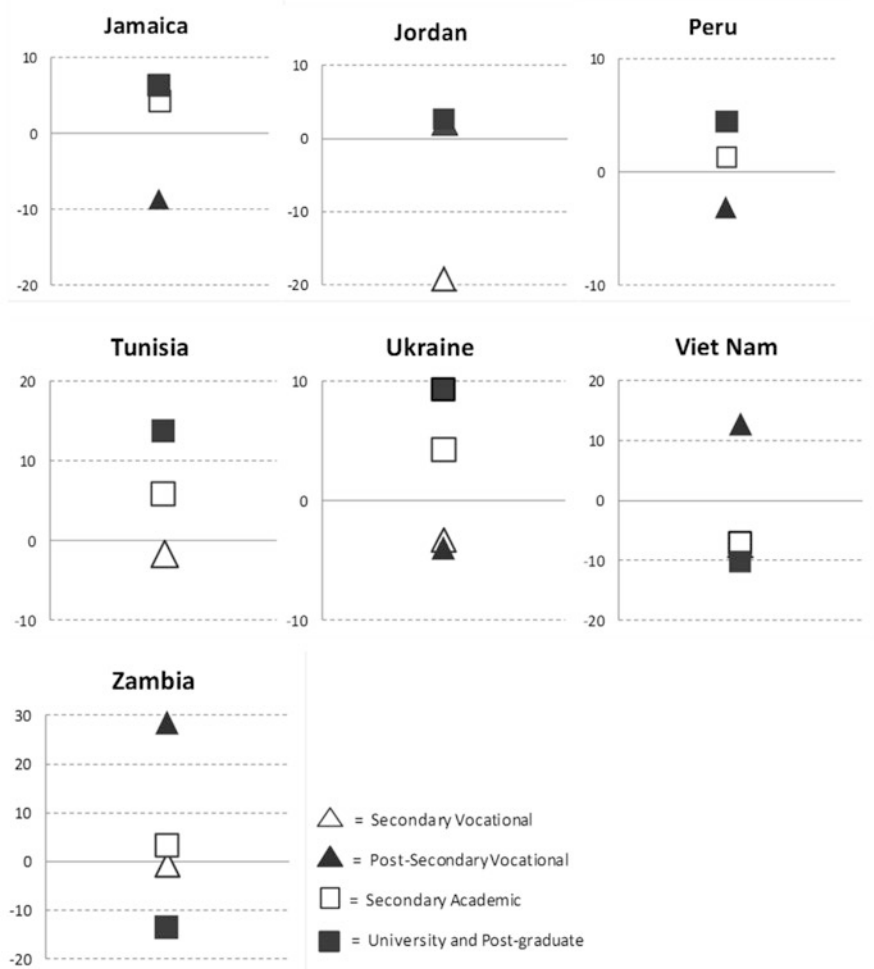 Jamaica
10
0
-10
-20
Jordan
10
0
-10
-20
Peru
10
0
-10
Tunisia
20
10
0
-10
Ukraine
10
0
-10
Viet Nam
20
10
0
-10
-20
Zambia
30
20
10
0
-10
-20
= Secondary Vocational
= Post-Secondary Vocational
= Secondary Academic
= University and Post-graduate